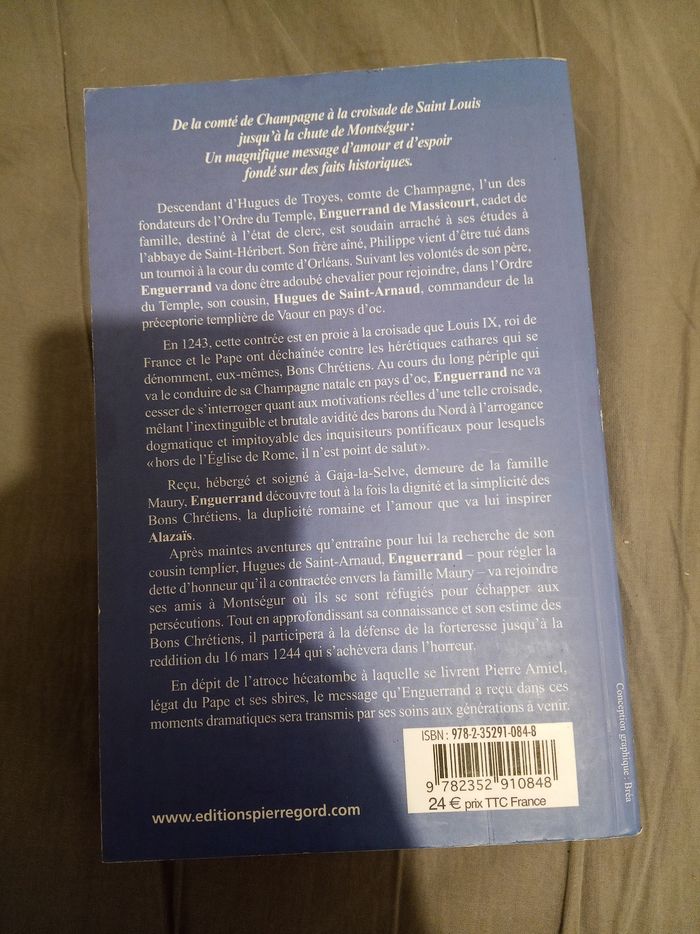 De la comté de Champagne à la croisade de Saint Louis
jusqu'à la chute de Montségur :
Un magnifique message d'amour et d'espoir
fondé sur des faits historiques.
Descendant d'Hugues de Troyes, comte de Champagne, l'un des
fondateurs de l'Ordre du Temple, Enguerrand de Massicourt, cadet de
famille, destiné à l'état de clerc, est soudain arraché à ses études à
l'abbaye de Saint-Héribert. Son frère aîné, Philippe vient d'être tué dans
un tournoi à la cour du comte d'Orléans. Suivant les volontés de son père,
Enguerrand va donc être adoubé chevalier pour rejoindre, dans l'Ordre
du Temple, son cousin, Hugues de Saint-Arnaud, commandeur de la
préceptorie templière de Vaour en pays d'oc.
En 1243, cette contrée est en proie à la croisade que Louis IX, roi de
France et le Pape ont déchaînée contre les hérétiques cathares qui se
dénomment, eux-mêmes, Bons Chrétiens. Au cours du long périple qui
va le conduire de sa Champagne natale en pays d'oc, Enguerrand ne va
cesser de s'interroger quant aux motivations réelles d'une telle croisade,
mêlant l'inextinguible et brutale avidité des barons du Nord à l'arrogance
dogmatique et impitoyable des inquisiteurs pontificaux pour lesquels
« hors de l'Église de Rome, il n'est point de salut ».
Reçu, hébergé et soigné à Gaja-la-Selve, demeure de la famille
Maury, Enguerrand découvre tout à la fois la dignité et la simplicité des
Bons Chrétiens, la duplicité romaine et l'amour que va lui inspirer
Alazaïs.
Après maintes aventures qu'entraîne pour lui la recherche de son
cousin templier, Hugues de Saint-Arnaud, Enguerrand – pour régler la
dette d'honneur qu'il a contractée envers la famille Maury – va rejoindre
ses amis à Montségur où ils se sont réfugiés pour échapper aux
persécutions. Tout en approfondissant sa connaissance et son estime des
Bons Chrétiens, il participera à la défense de la forteresse jusqu'à la
reddition du 16 mars 1244 qui s'achèvera dans l'horreur.
En dépit de l'atroce hécatombe à laquelle se livrent Pierre Amiel,
légat du Pape et ses sbires, le message qu'Enguerrand a reçu dans ces
moments dramatiques sera transmis par ses soins aux générations à venir.
Conception graphique : Bréa
ISBN : 978-2-35291-084-8
9 782352 910848
24 € prix TTC France
www.editionspierregord.com